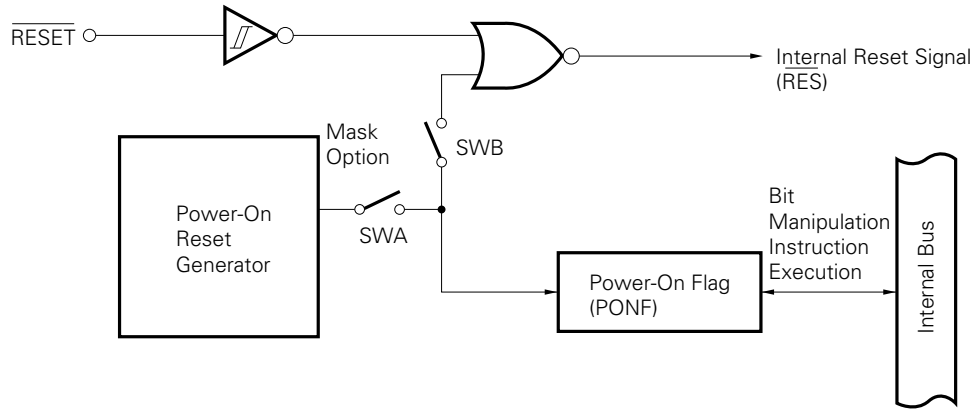 RESET
Internal Reset Signal
(RES)
Mask
Option
SWB
Power-On
Reset
Generator
SWA
Bit
Manipulation
Instruction
Execution
Power-On Flag
(PONF)
Internal Bus